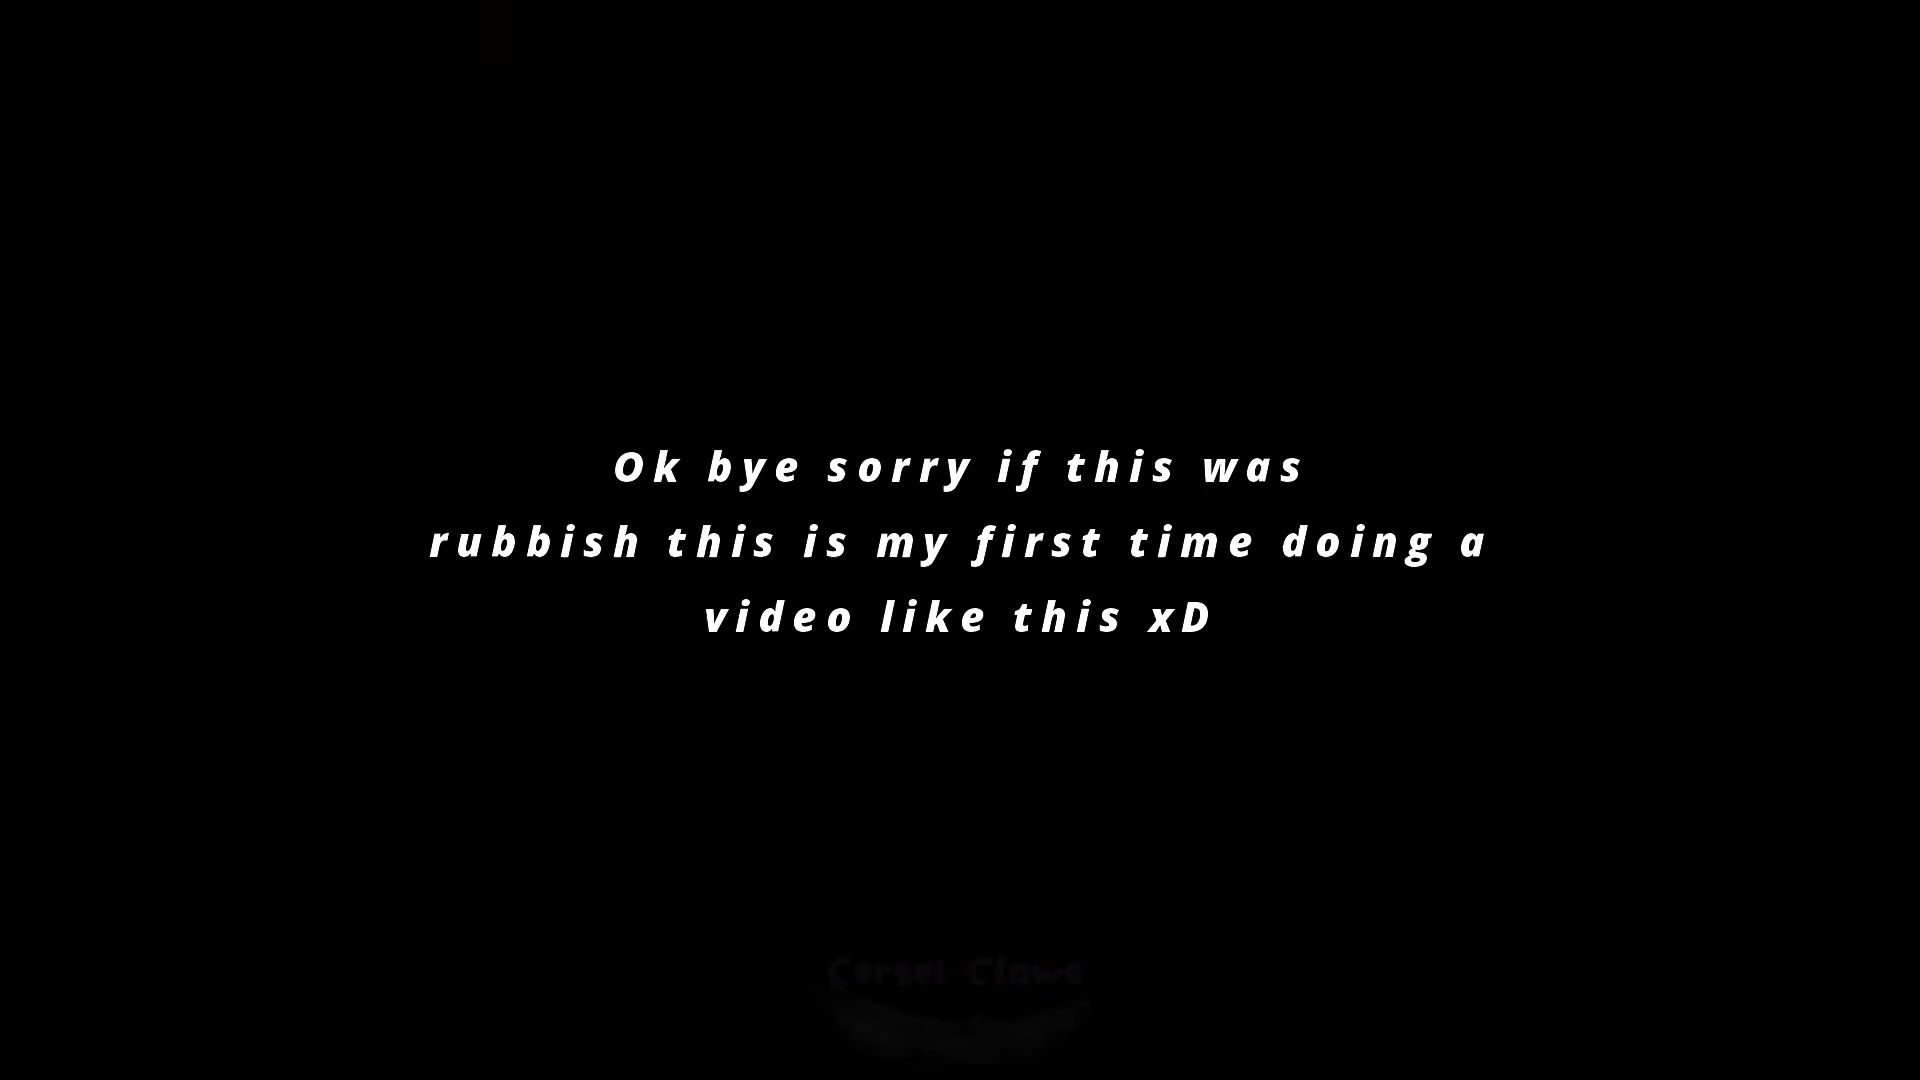 Ok bye sorry if this was
rubbish this is my first time doing a
video like this xD